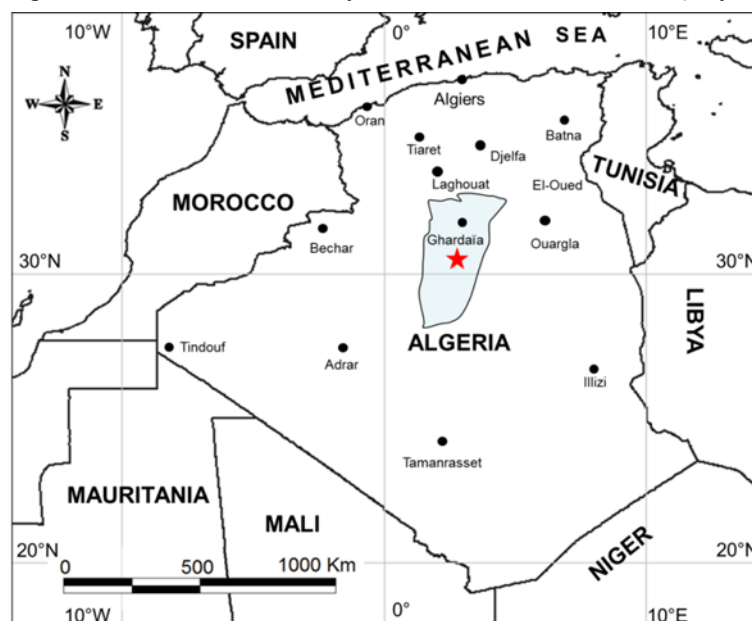 10°W
0°
10°E
SPAIN
MEDITERRANEAN SEA
N
W
E
S
Algiers
Oran
Batna
Tiaret
Djelfa
TUNISIA
Laghouat
El-Oued
MOROCCO
Ghardaïa
Ouargla
Bechar
30°N
30°N
LIBYA
ALGERIA
Tindouf
Adrar
Illizi
Tamanrasset
MAURITANIA
MALI
NIGER
20°N
20°N
0 500 1000 Km
10°W
0°
10°E